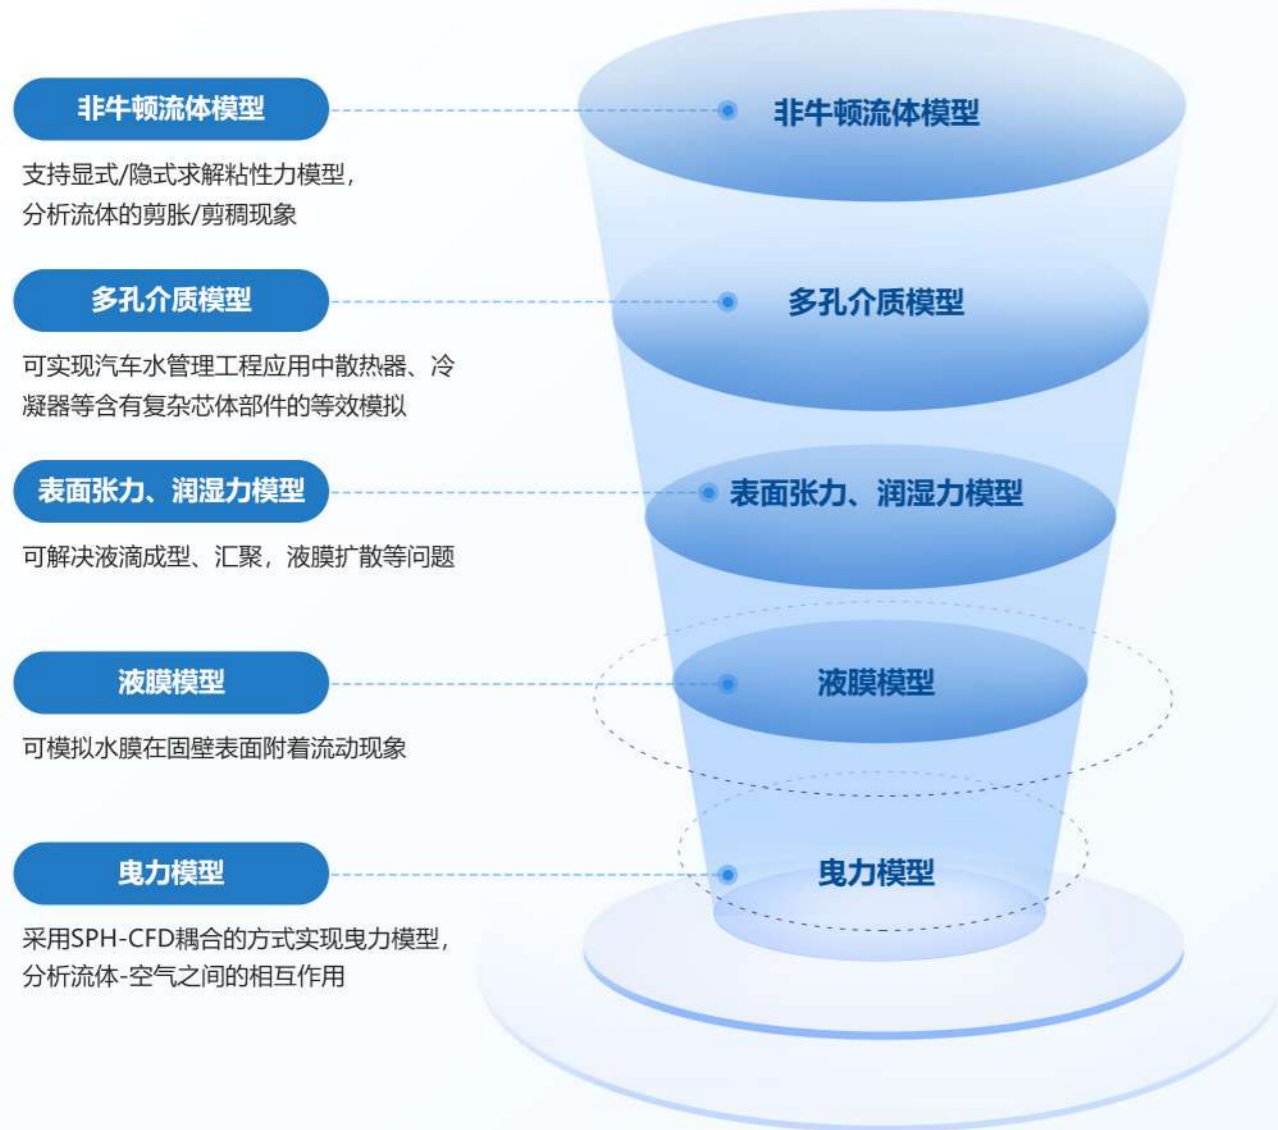 非牛顿流体模型
支持显式/隐式求解粘性力模型，
分析流体的剪胀/剪稠现象
多孔介质模型
可实现汽车水管理工程应用中散热器、冷
凝器等含有复杂芯体部件的等效模拟
表面张力、润湿力模型
可解决液滴成型、汇聚，液膜扩散等问题
液膜模型
可模拟水膜在固壁表面附着流动现象
曳力模型
采用SPH-CFD耦合的方式实现曳力模型，
分析流体-空气之间的相互作用
非牛顿流体模型
多孔介质模型
表面张力、润湿力模型
液膜模型
曳力模型